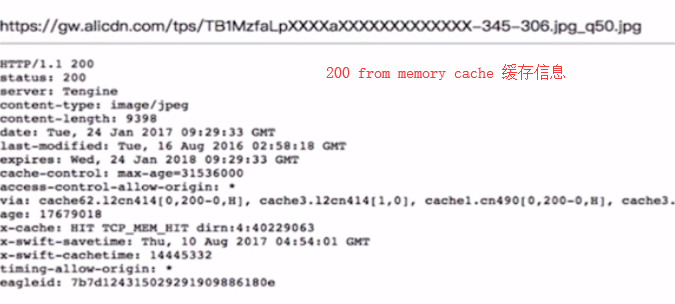 https://gw.alicdn.com/tps/TB1MzfaLpXXXXaXXXXXXXXXXXXX-345-306.jpg_q50.jpg
HTTP/1.1 200
200 from memory cache 缓存信息
status: 200
server: Tengine
content-type: image/jpeg
content-length: 9398
date: Tue, 24 Jan 2017 09:29:33 GMT
last-modified: Tue, 16 Aug 2016 02:58:18 GMT
expires: Wed, 24 Jan 2018 09:29:33 GMT
cache-control: max-age=31536000
access-control-allow-origin: *
via: cache62.l2cn414[0,200-0,H], cache3.l2cn414[1,0], cache1.cn490[0,200-0,H], cache3.
age: 17679018
x-cache: HIT TCP_MEM_HIT dirn:4:40229063
x-swift-savetime: Thu, 10 Aug 2017 04:54:01 GMT
x-swift-cachetime: 14445332
timing-allow-origin: *
eagleid: 7b7d12431502929190988618​0e